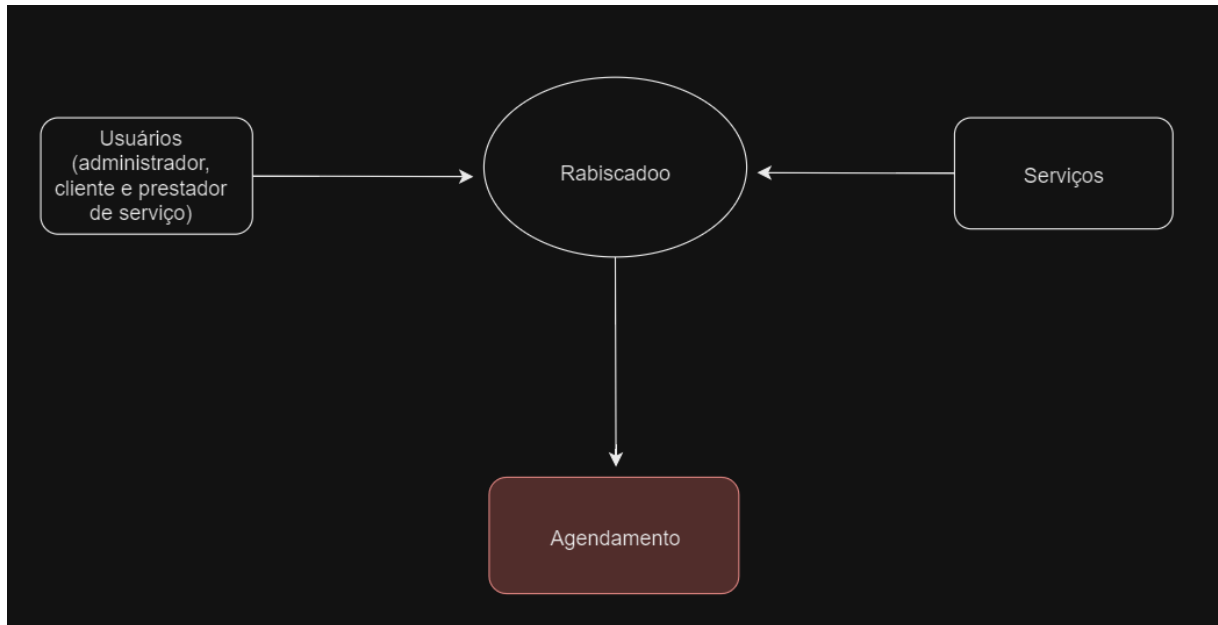 Usuários
(administrador,
cliente e prestador
de serviço)
Rabiscadoo
Serviços
Agendamento